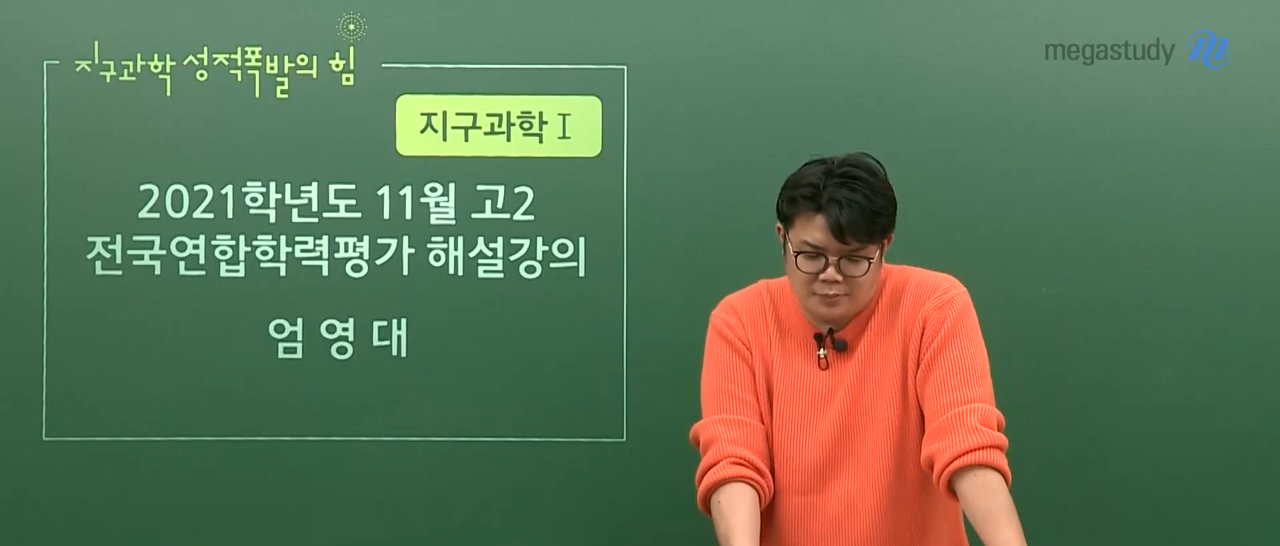 지구과학 성적폭발의 힘
megastudy
지구과학 I
2021학년도 11월 고2
전국연합학력평가 해설강의
엄영대